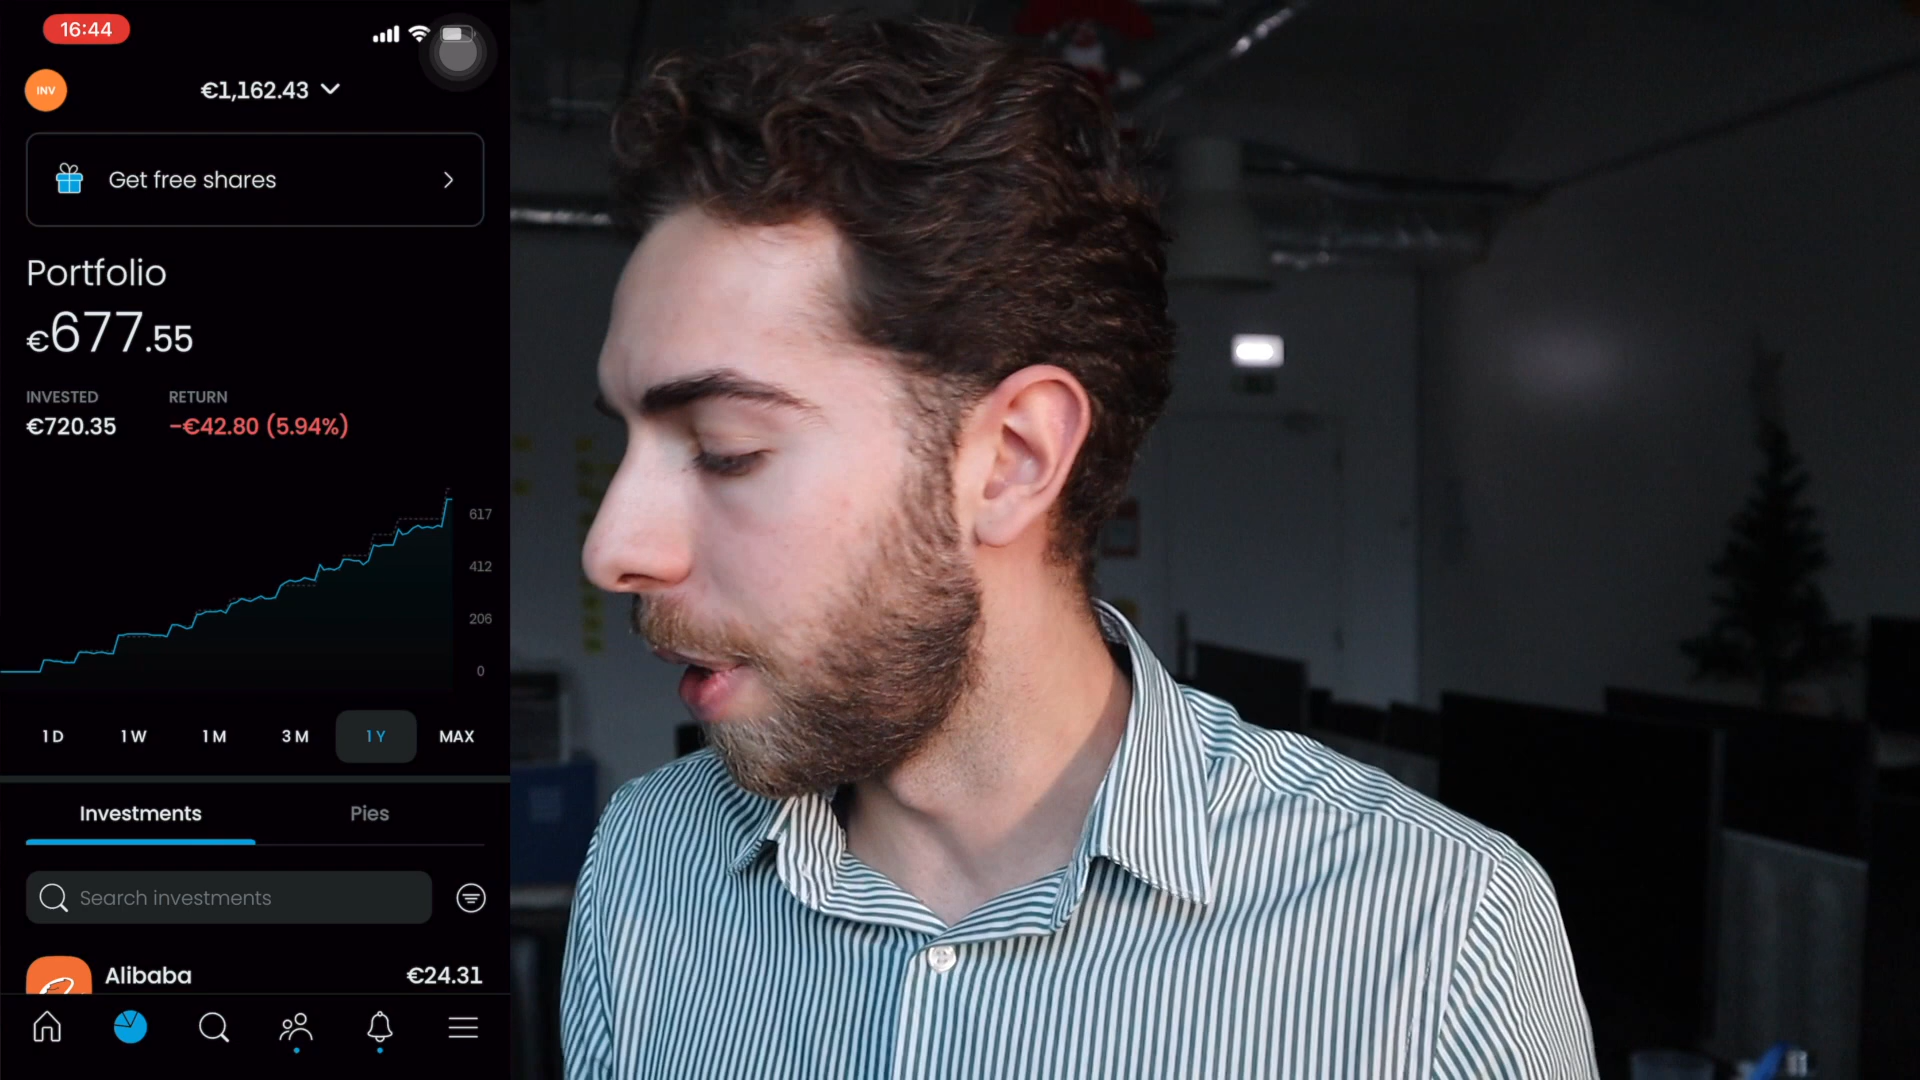 16:44
INV
€1,162.43
Get free shares
Portfolio
€677.55
INVESTED RETURN
€720.35 -€42.80 (5.94%)
617
412
206
0
1D 1W 1M 3M 1Y MAX
Investments Pies
Search investments
Alibaba €24.31